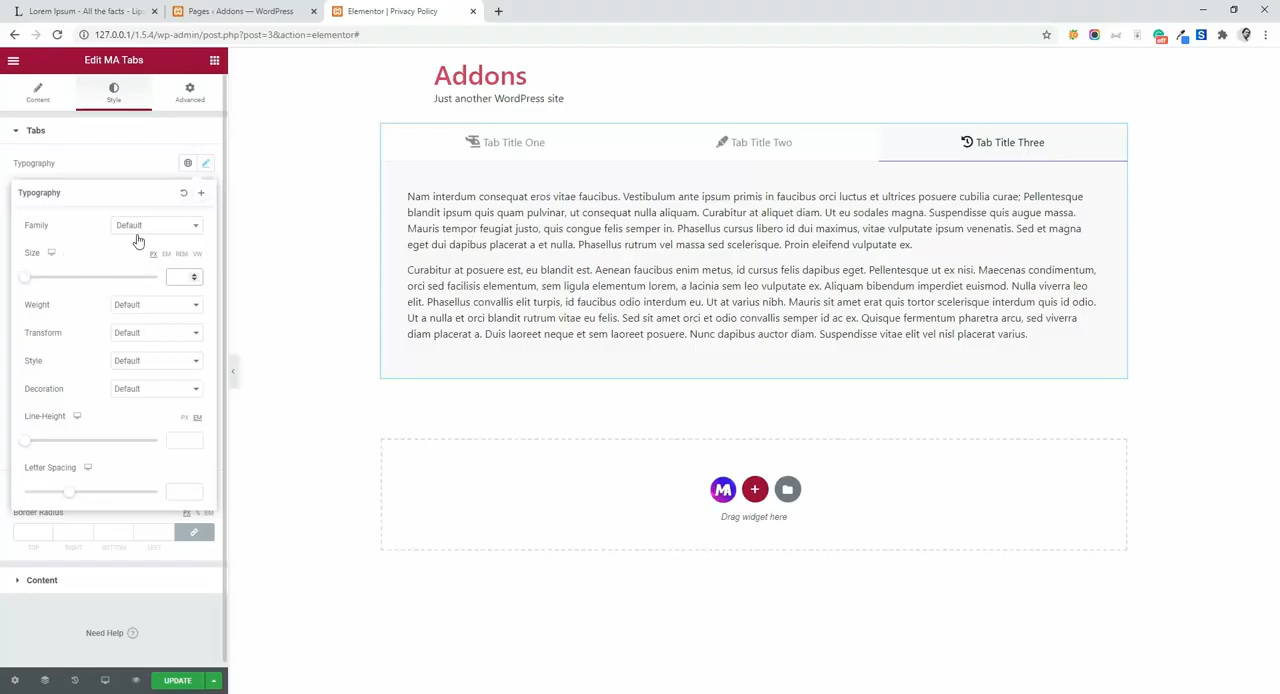 Lorem Ipsum - All the facts - Lip
Pages ‹ Addons — WordPress
Elementor | Privacy Policy
127.0.0.1/1.5.4/wp-admin/post.php?post=3&action=elementor#
Edit MA Tabs
Content
Style
Advanced
Tabs
Typography
Typography
Family
Default
Size
PX EM REM VW
Weight
Default
Transform
Default
Style
Default
Decoration
Default
Line-Height
PX EM
Letter Spacing
Border Radius
PX % EM
TOP RIGHT BOTTOM LEFT
Content
Need Help
UPDATE
Addons
Just another WordPress site
Tab Title One
Tab Title Two
Tab Title Three
Nam interdum consequat eros vitae faucibus. Vestibulum ante ipsum primis in faucibus orci luctus et ultrices posuere cubilia curae; Pellentesque
blandit ipsum quis quam pulvinar, ut consequat nulla aliquam. Curabitur at aliquet diam. Ut eu sodales magna. Suspendisse quis augue massa.
Mauris tempor feugiat justo, quis congue felis semper in. Phasellus cursus libero id dui maximus, vitae vulputate ipsum venenatis. Sed et magna
eget dui dapibus placerat a et nulla. Phasellus rutrum vel massa sed scelerisque. Proin eleifend vulputate ex.
Curabitur at posuere est, eu blandit est. Aenean faucibus enim metus, id cursus felis dapibus eget. Pellentesque ut ex nisi. Maecenas condimentum,
orci sed facilisis elementum, sem ligula elementum lorem, a lacinia sem leo vulputate ex. Aliquam bibendum imperdiet euismod. Nulla viverra leo
elit. Phasellus convallis elit turpis, id faucibus odio interdum eu. Ut at varius nibh. Mauris sit amet erat quis tortor scelerisque interdum quis id odio.
Ut a nulla et orci blandit rutrum vitae eu felis. Sed sit amet orci et odio convallis semper id ac ex. Quisque fermentum pharetra arcu, sed viverra
diam placerat a. Duis laoreet neque et sem laoreet posuere. Nunc dapibus auctor diam. Suspendisse vitae elit vel nisl placerat varius.
Drag widget here